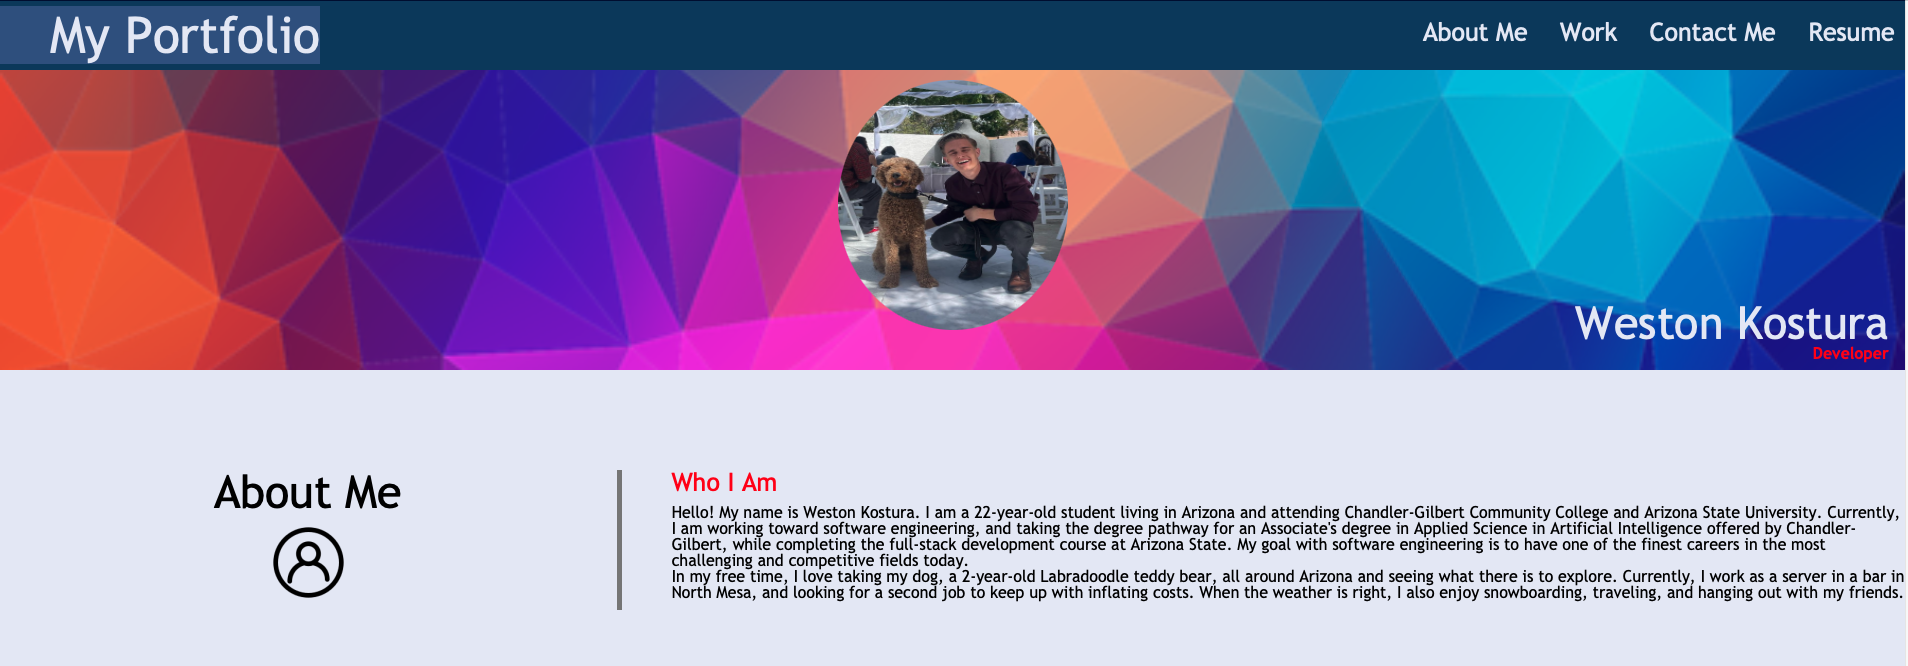 My Portfolio
About Me Work Contact Me Resume
Weston Kostura
Developer
About Me
Who I Am
Hello! My name is Weston Kostura. I am a 22-year-old student living in Arizona and attending Chandler-Gilbert Community College and Arizona State University. Currently,
I am working toward software engineering, and taking the degree pathway for an Associate's degree in Applied Science in Artificial Intelligence offered by Chandler-
Gilbert, while completing the full-stack development course at Arizona State. My goal with software engineering is to have one of the finest careers in the most
challenging and competitive fields today.
In my free time, I love taking my dog, a 2-year-old Labradoodle teddy bear, all around Arizona and seeing what there is to explore. Currently, I work as a server in a bar in
North Mesa, and looking for a second job to keep up with inflating costs. When the weather is right, I also enjoy snowboarding, traveling, and hanging out with my friends.